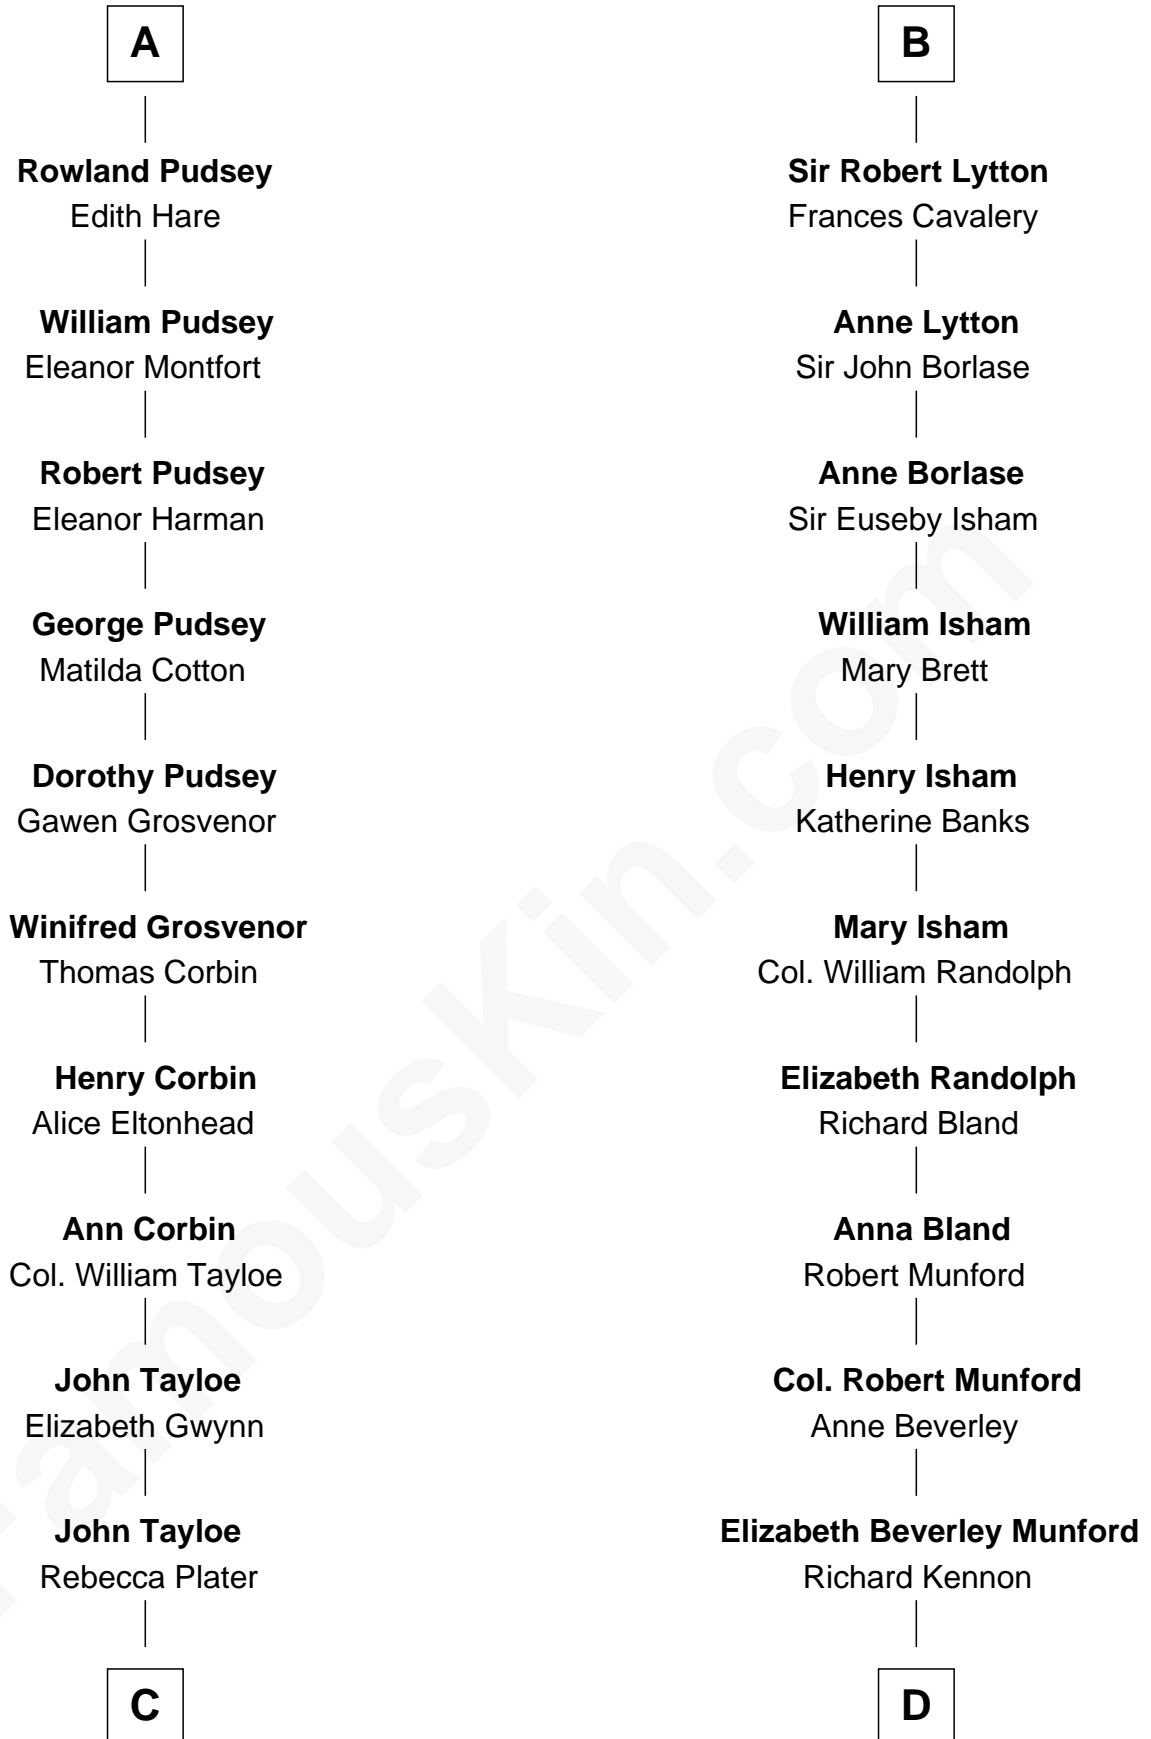 A
Rowland Pudsey
Edith Hare
William Pudsey
Eleanor Montfort
Robert Pudsey
Eleanor Harman
George Pudsey
Matilda Cotton
Dorothy Pudsey
Gawen Grosvenor
Winifred Grosvenor
Thomas Corbin
Henry Corbin
Alice Eltonhead
Ann Corbin
Col. William Tayloe
John Tayloe
Elizabeth Gwynn
John Tayloe
Rebecca Plater
C
B
Sir Robert Lytton
Frances Cavalery
Anne Lytton
Sir John Borlase
Anne Borlase
Sir Euseby Isham
William Isham
Mary Brett
Henry Isham
Katherine Banks
Mary Isham
Col. William Randolph
Elizabeth Randolph
Richard Bland
Anna Bland
Robert Munford
Col. Robert Munford
Anne Beverley
Elizabeth Beverley Munford
Richard Kennon
D
FamousKin.com